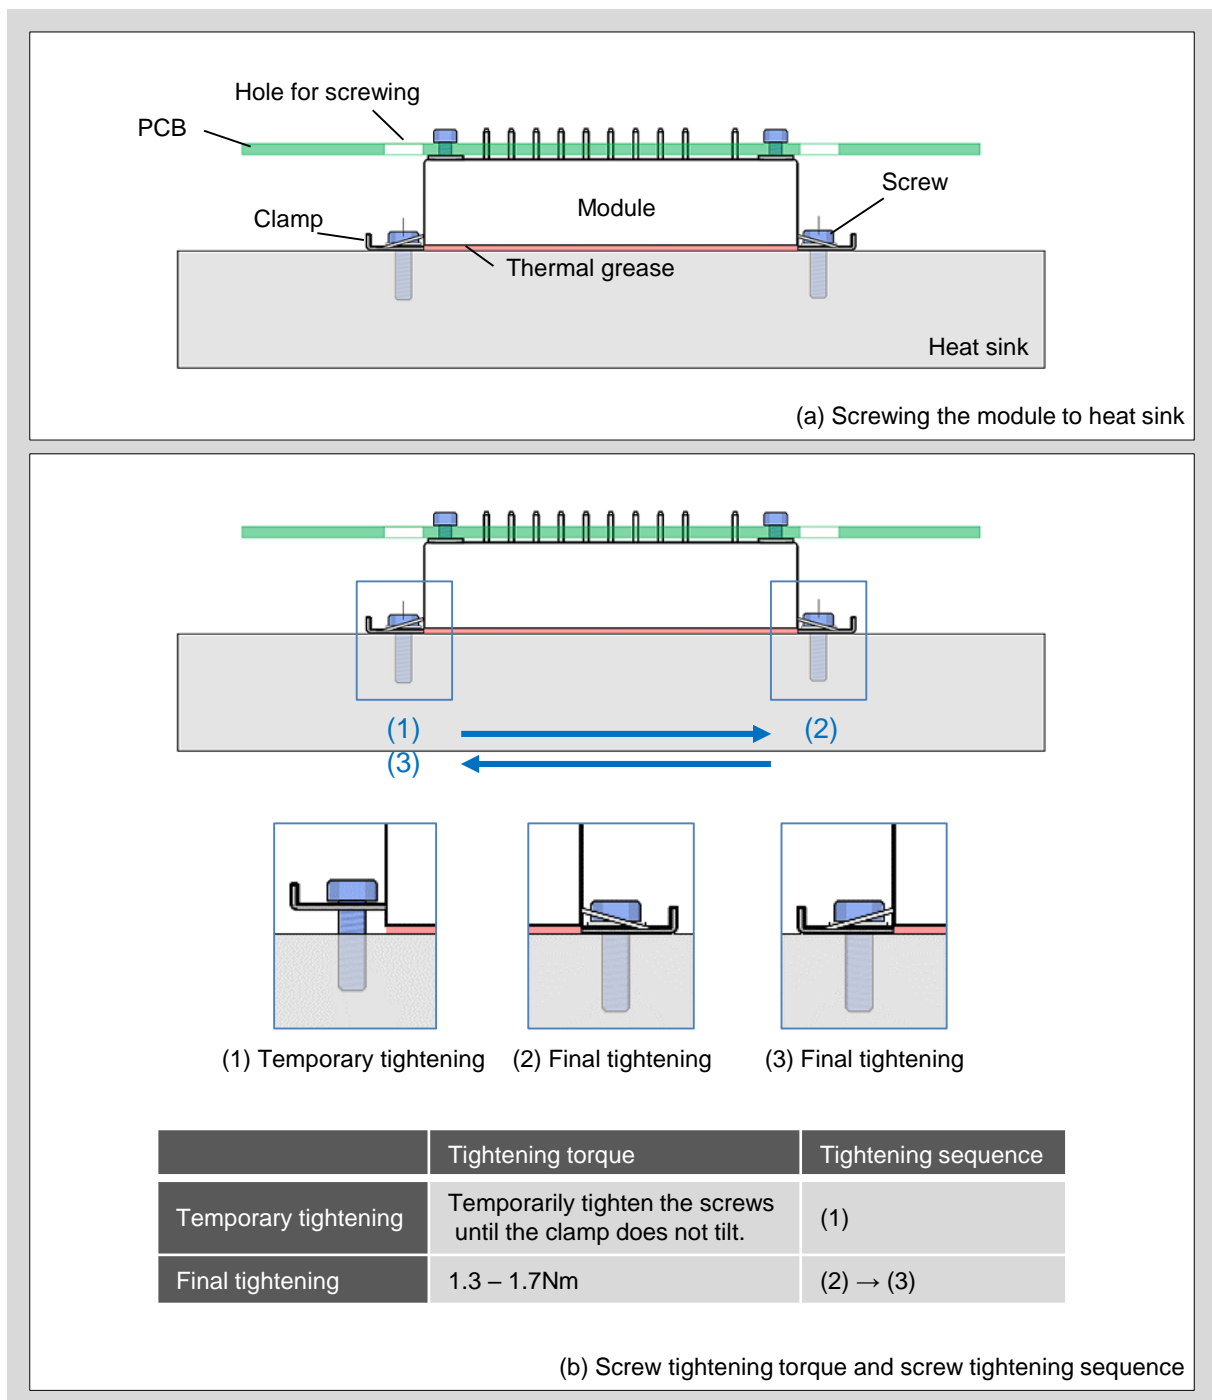 Hole for screwing
PCB
Screw
Module
Clamp
Thermal grease
Heat sink
(a) Screwing the module to heat sink
(1)
(2)
(3)
(1) Temporary tightening
(2) Final tightening
(3) Final tightening
Tightening torque
Tightening sequence
Temporary tightening
Temporarily tighten the screws
until the clamp does not tilt.
(1)
Final tightening
1.3 – 1.7Nm
(2) → (3)
(b) Screw tightening torque and screw tightening sequence